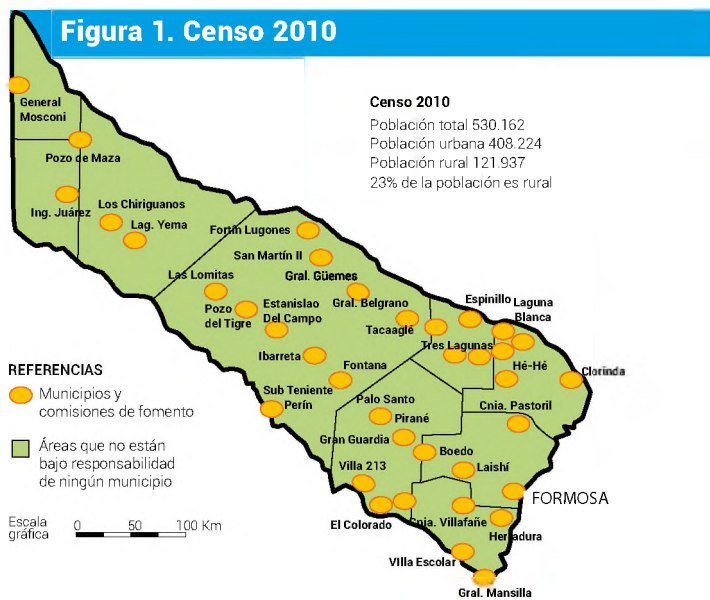 Figura 1. Censo 2010
Censo 2010
Población total 530.162
Población urbana 408.224
Población rural 121.937
23% de la población es rural
General
Mosconi
Pozo de Maza
Ing. Juárez
Los Chiriguanos
Lag. Yema
Fortín Lugones
San Martín II
Gral. Güemes
Las Lomitas
Gral. Belgrano
Pozo
del Tigre
Estanislao
Del Campo
Tacaaglé
Espinillo
Laguna
Blanca
Tres Lagunas
Hé-Hé
Clorinda
Ibarreta
Fontana
Sub Teniente
Perín
Palo Santo
Pirané
Cnia. Pastoril
Gran Guardia
Boedo
Laishí
Villa 213
FORMOSA
El Colorado
Cnia. Villafañe
Herradura
VIlla Escolar
Gral. Mansilla
REFERENCIAS
Municipios y
comisiones de fomento
Áreas que no están
bajo responsabilidad
de ningún municipio
Escala
gráfica
0 50 100 Km